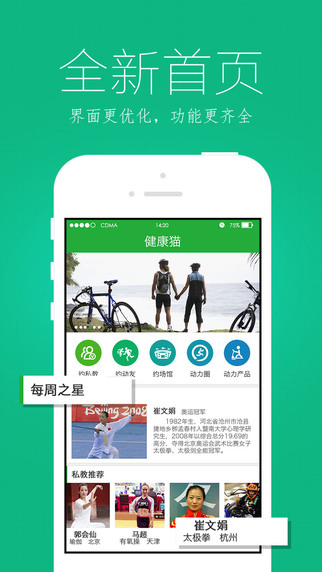 全新首页
界面更优化，功能更齐全
CDMA
14:20
75%
健康猫
约私教
约动友
约场馆
动力圈
动力产品
每周之星
Beijing 2008
崔文娟 奥运冠军
1982年生，河北省沧州市沧县
捷地乡孟春村人暨南大学心理学研
究生，2008年以综合总分19.69的
高分，夺得北京奥运会武术比赛女子
太极拳、太极剑全能冠军。
私教推荐
郭会仙
瑜伽 北京
马超
有氧操 天津
崔文娟
太极拳 杭州